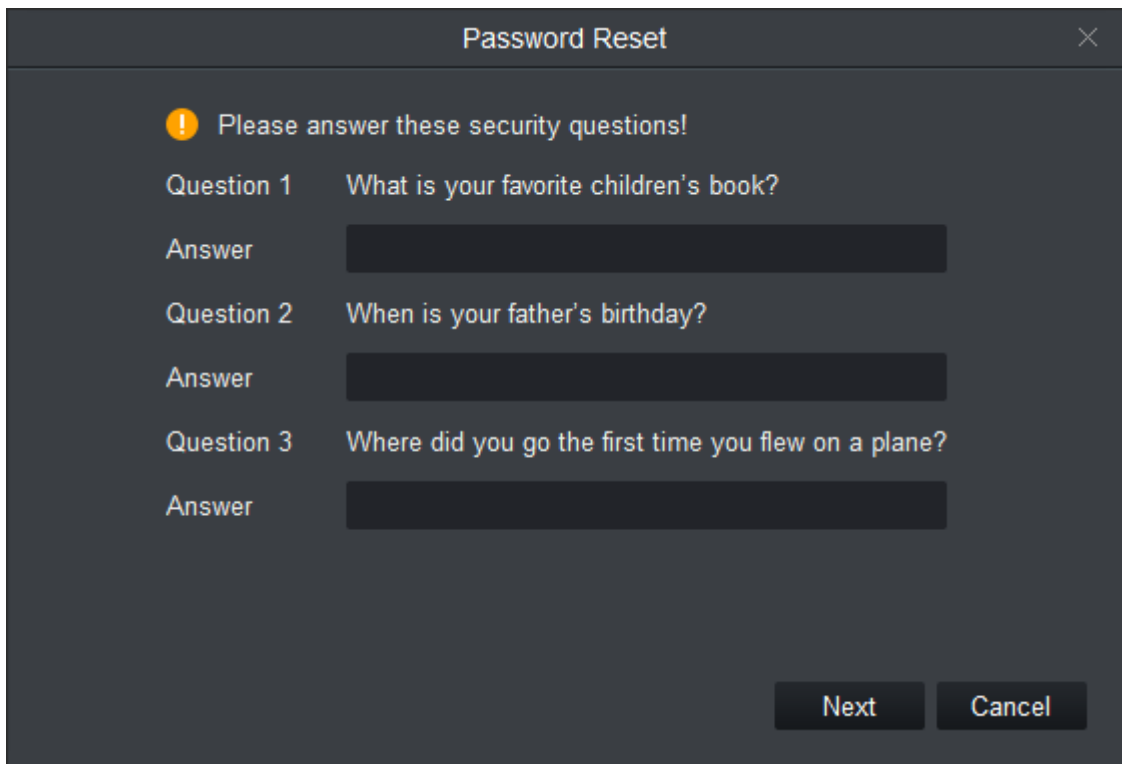 Password Reset
Please answer these security questions!
Question 1 What is your favorite children's book?
Answer
Question 2 When is your father's birthday?
Answer
Question 3 Where did you go the first time you flew on a plane?
Answer
Next Cancel